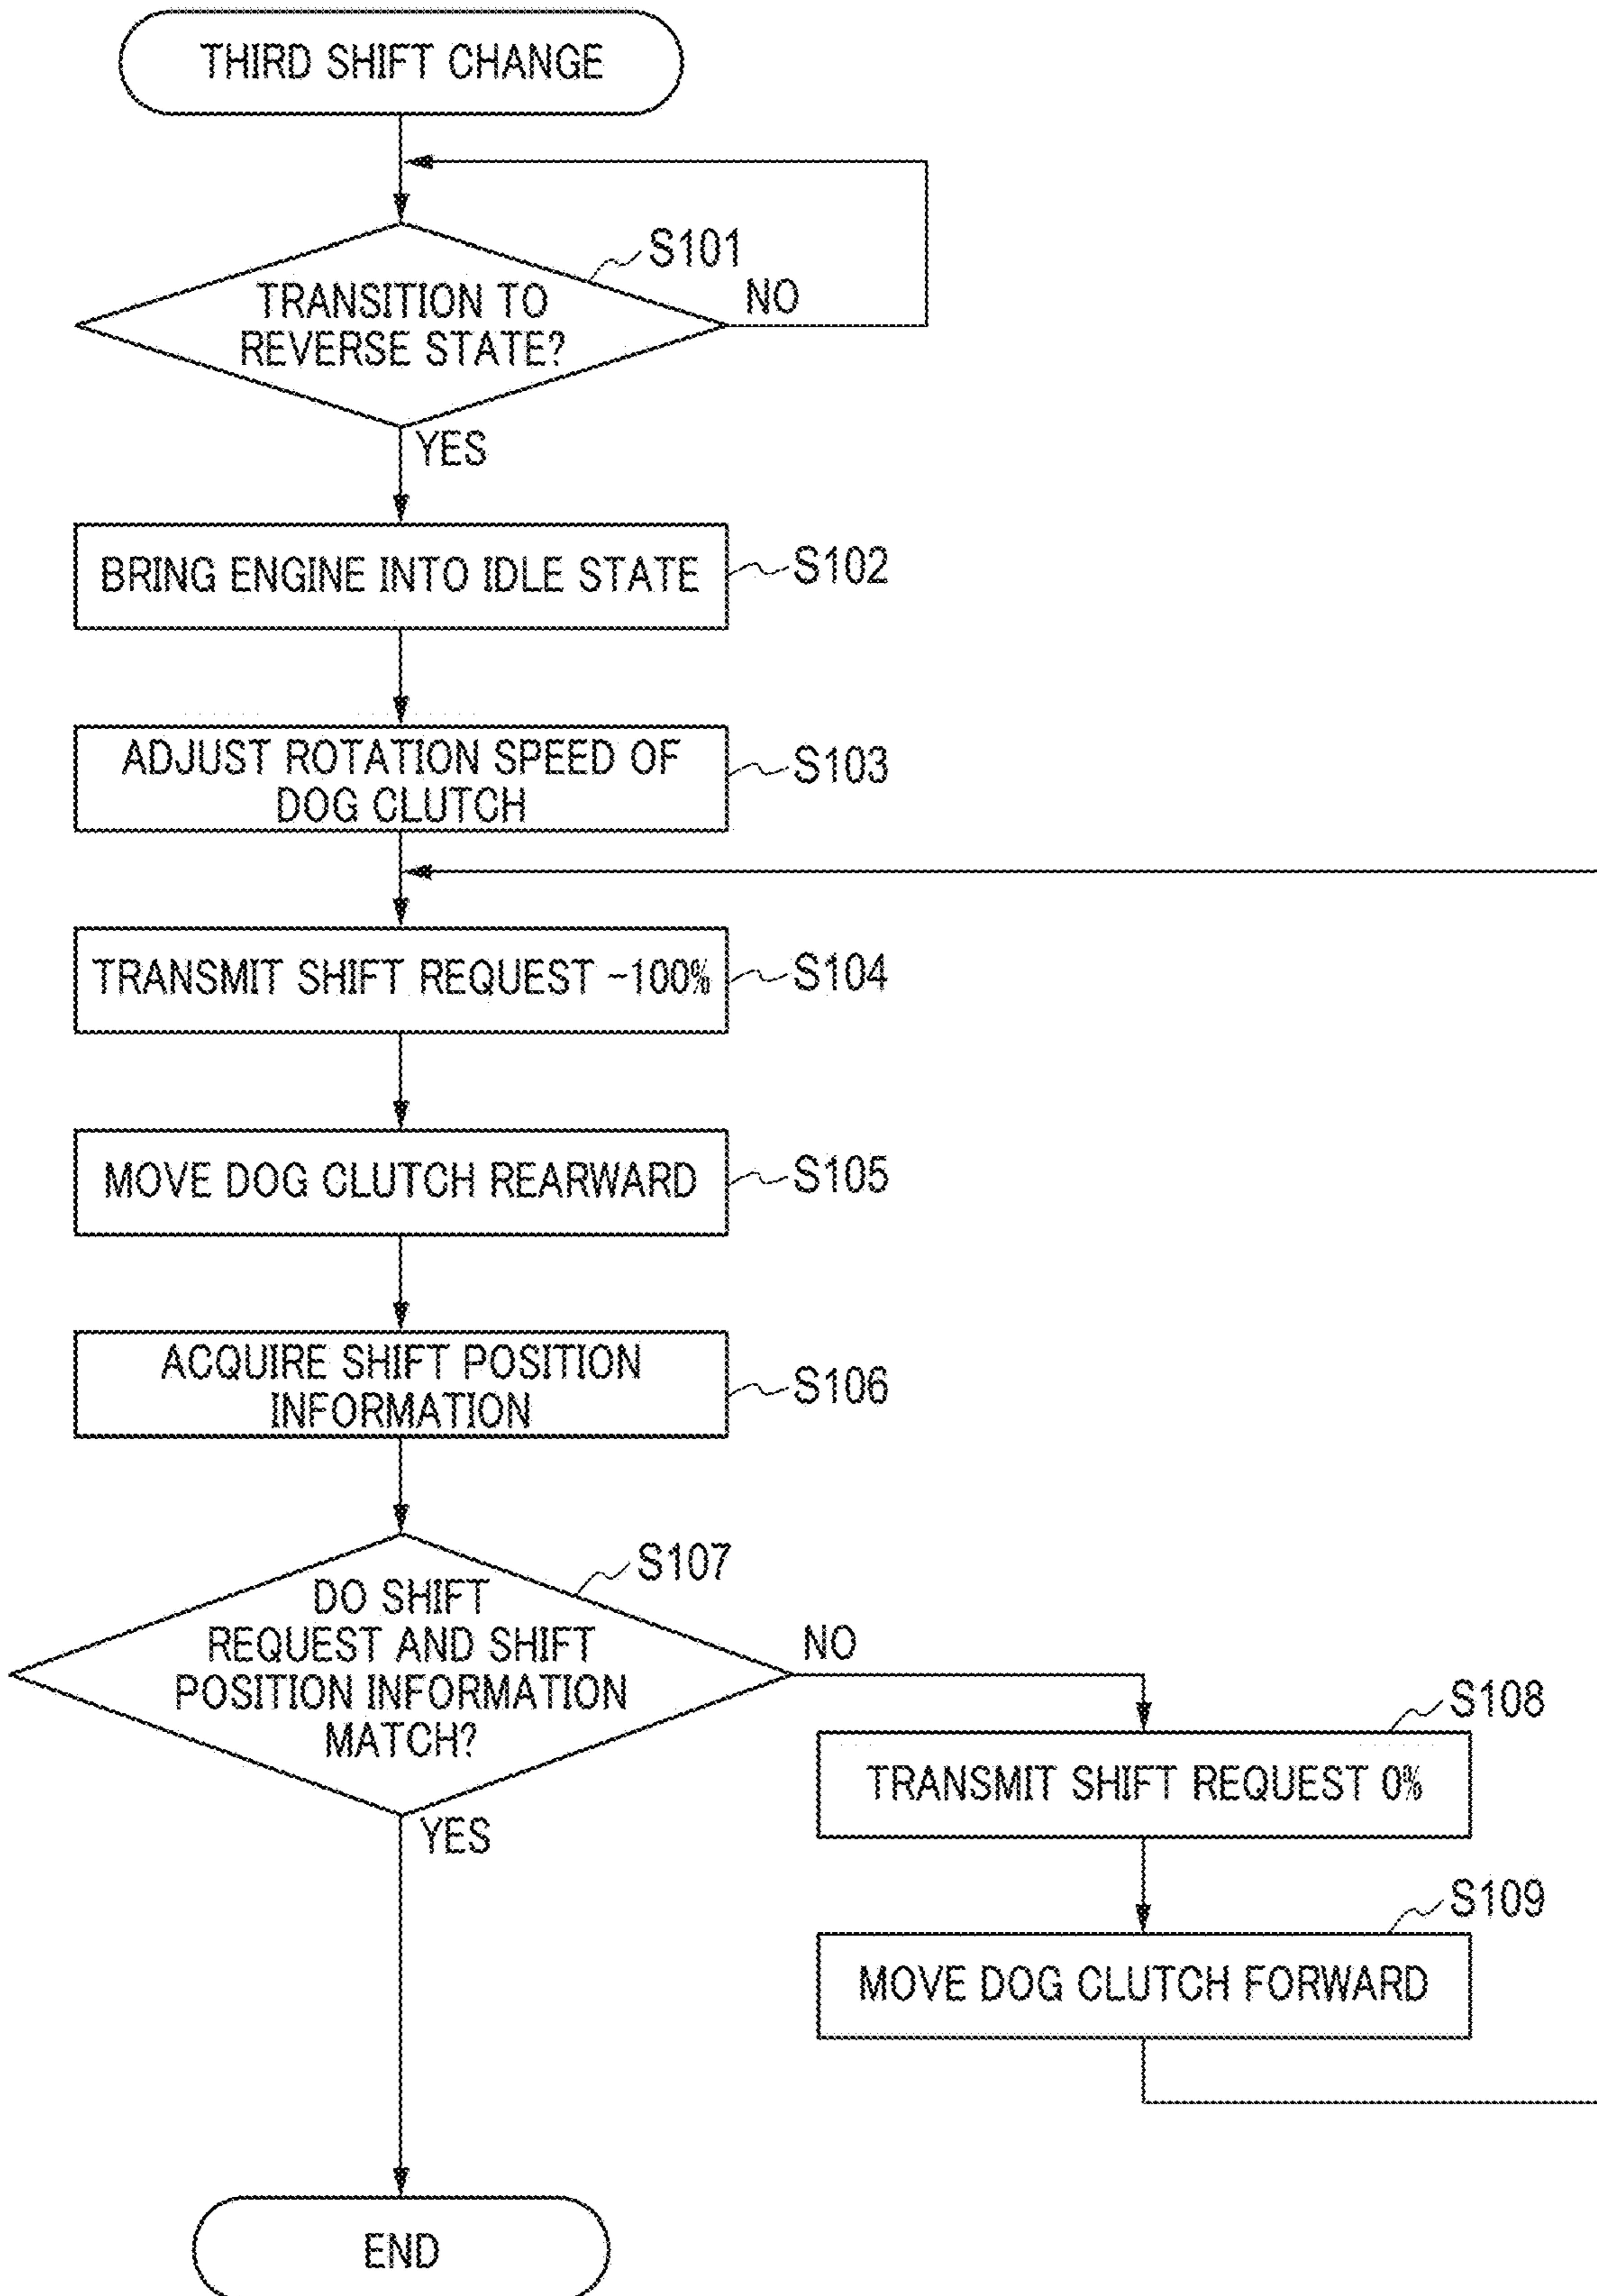 THIRD SHIFT CHANGE
S101
TRANSITION TO
REVERSE STATE?
NO
YES
BRING ENGINE INTO IDLE STATE
S102
ADJUST ROTATION SPEED OF
DOG CLUTCH
S103
TRANSMIT SHIFT REQUEST -100%
S104
MOVE DOG CLUTCH REARWARD
S105
ACQUIRE SHIFT POSITION
INFORMATION
S106
S107
DO SHIFT
REQUEST AND SHIFT
POSITION INFORMATION
MATCH?
NO
YES
S108
TRANSMIT SHIFT REQUEST 0%
S109
MOVE DOG CLUTCH FORWARD
END